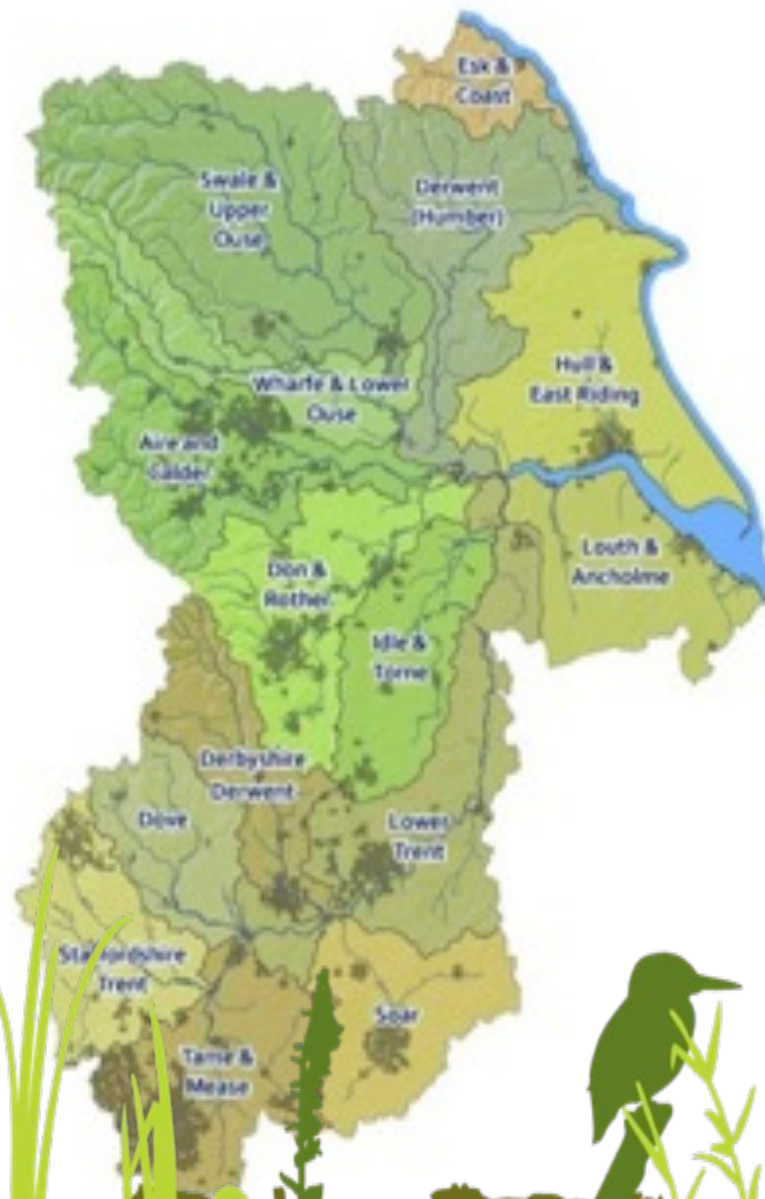 Esk &
Coast
Swale &
Upper
Ouse
Derwent
(Humber)
Hull &
East Riding
Wharfe & Lower
Ouse
Aire and
Calder
Louth &
Ancholme
Don &
Rother
Idle &
Torne
Derbyshire
Derwent
Dove
Lower
Trent
Staffordshire
Trent
Soar
Tame &
Mease